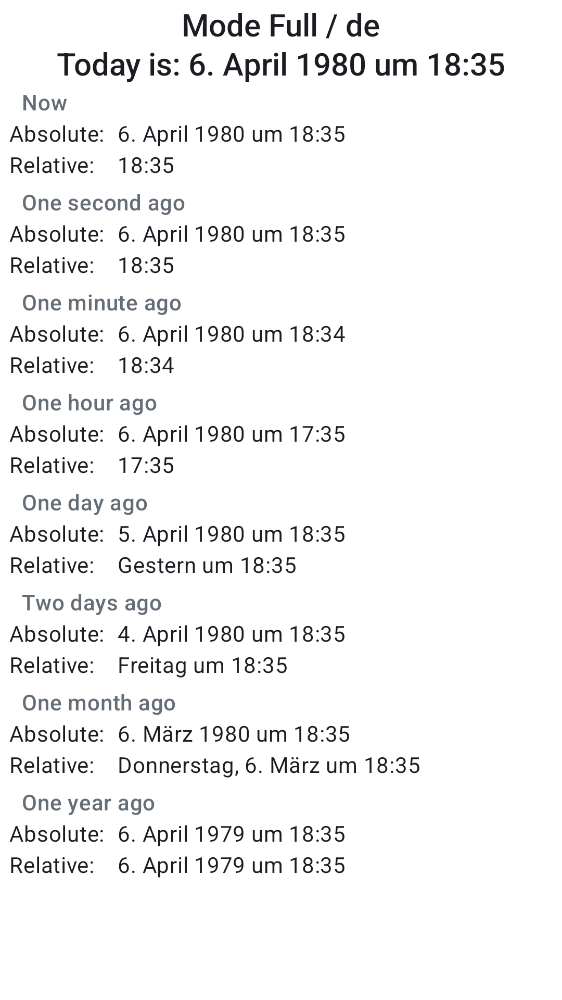 Mode Full / de
Today is: 6. April 1980 um 18:35
Now
Absolute: 6. April 1980 um 18:35
Relative: 18:35
One second ago
Absolute: 6. April 1980 um 18:35
Relative: 18:35
One minute ago
Absolute: 6. April 1980 um 18:34
Relative: 18:34
One hour ago
Absolute: 6. April 1980 um 17:35
Relative: 17:35
One day ago
Absolute: 5. April 1980 um 18:35
Relative: Gestern um 18:35
Two days ago
Absolute: 4. April 1980 um 18:35
Relative: Freitag um 18:35
One month ago
Absolute: 6. März 1980 um 18:35
Relative: Donnerstag, 6. März um 18:35
One year ago
Absolute: 6. April 1979 um 18:35
Relative: 6. April 1979 um 18:35